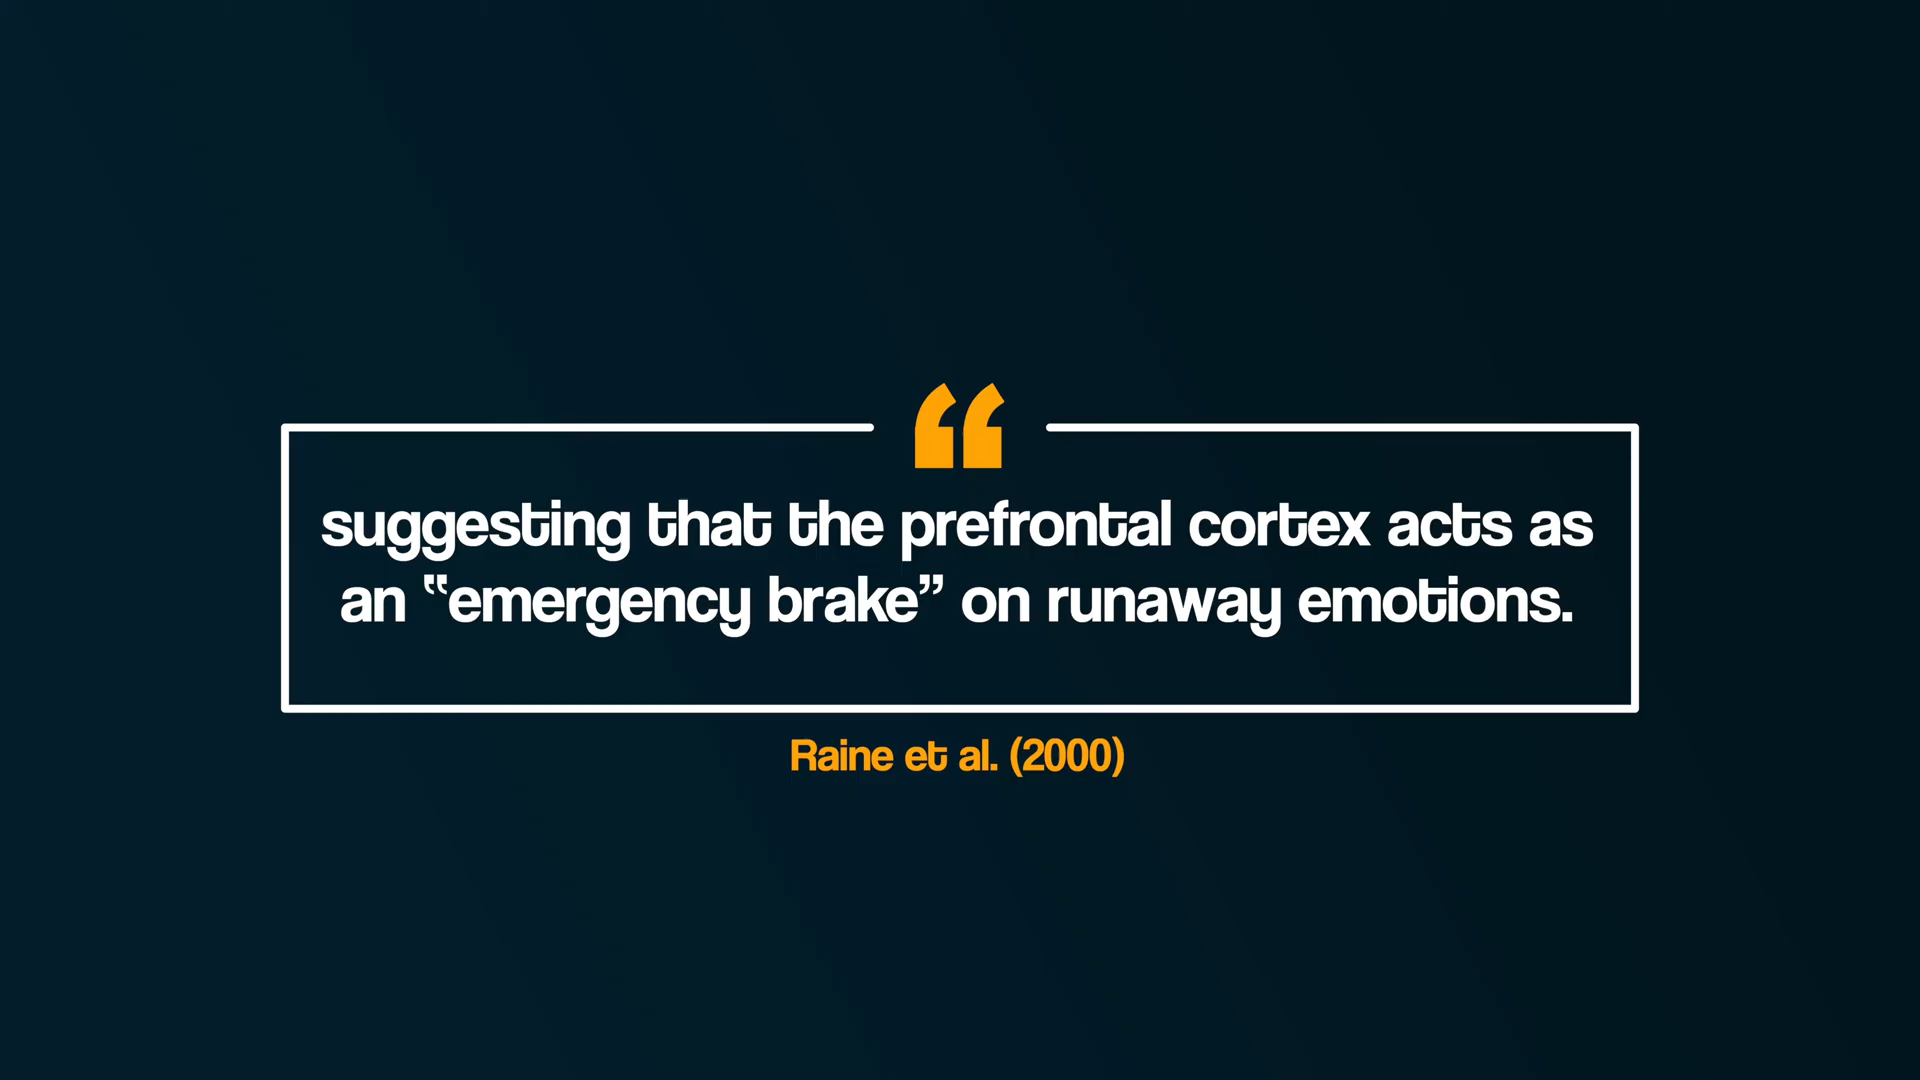 “
suggesting that the prefrontal cortex acts as
an “emergency brake” on runaway emotions.
Raine et al. (2000)